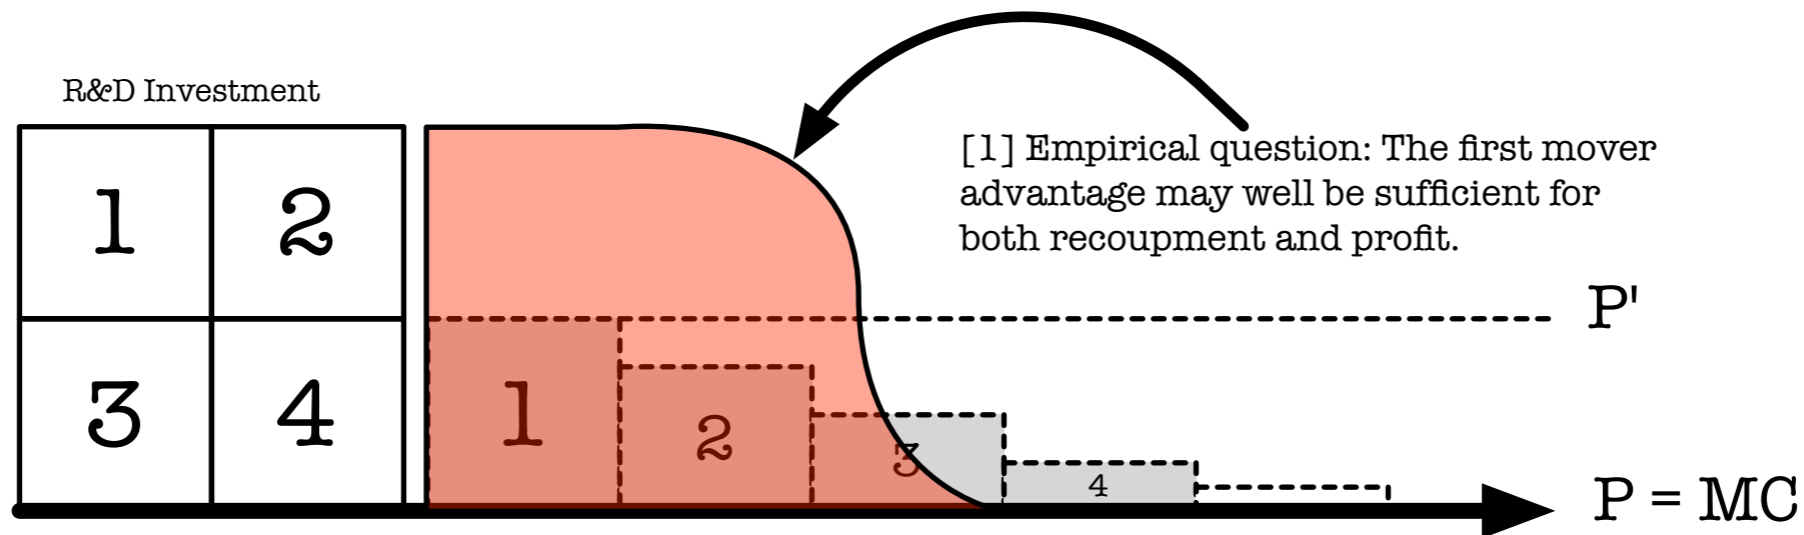 R&D Investment
1 2
3 4
1
2
3
4
[1] Empirical question: The first mover
advantage may well be sufficient for
both recoupment and profit.
P'
P = MC